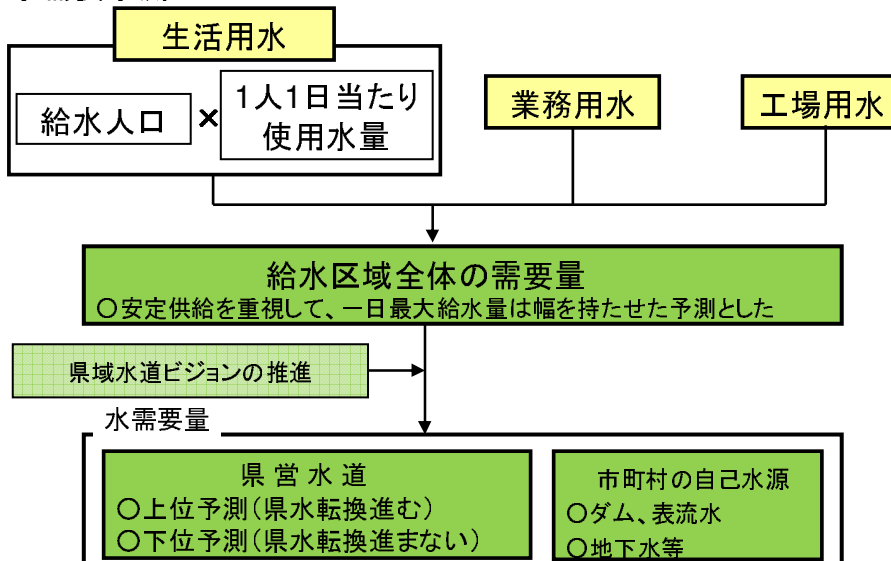 生活用水
給水人口
×
1人1日当たり
使用水量
業務用水
工場用水
給水区域全体の需要量
○安定供給を重視して、一日最大給水量は幅を持たせた予測とした
県域水道ビジョンの推進
水需要量
県営水道
○上位予測(県水転換進む)
○下位予測(県水転換進まない)
市町村の自己水源
○ダム、表流水
○地下水等